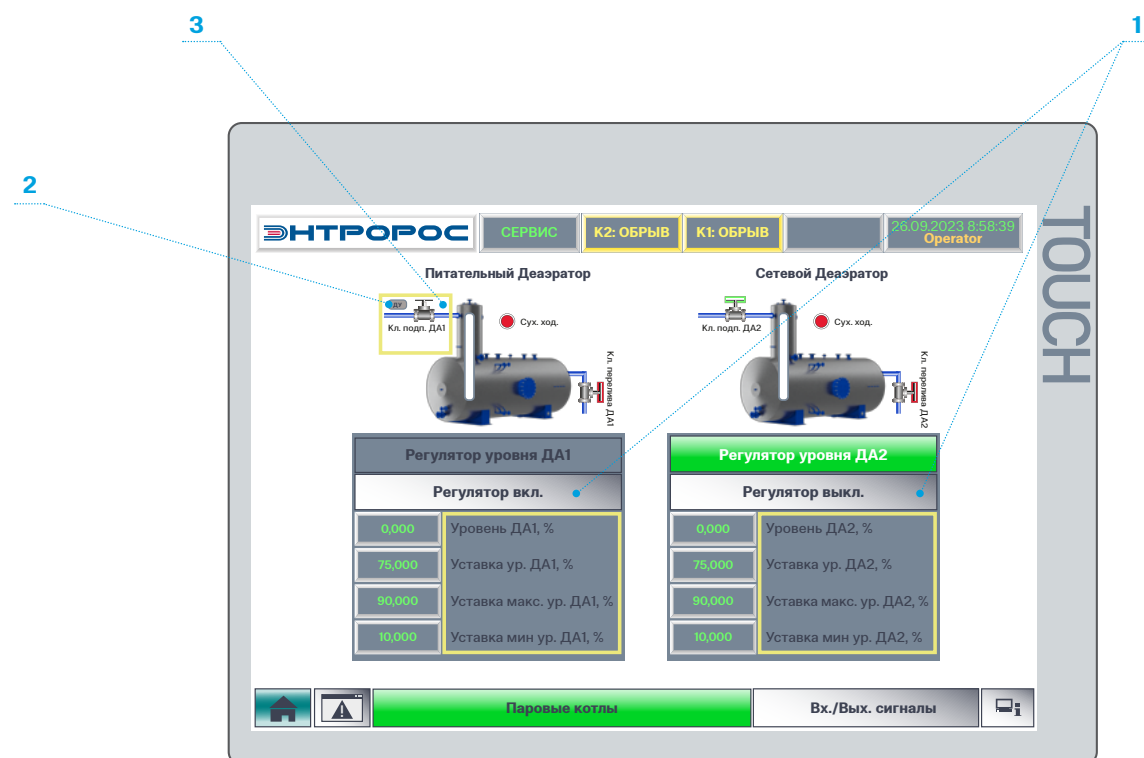 3
1
2
ЭНТРОРОС
СЕРВИС
К2: ОБРЫВ
К1: ОБРЫВ
26.09.2023 8:58:39
Operator
TOUCH
Питательный Деаэратор
Сетевой Деаэратор
ДУ
Кл. подп. ДА1
Сух. ход.
Кл. перелива ДА1
Кл. подп. ДА2
Сух. ход.
Кл. перелива ДА2
Регулятор уровня ДА1
Регулятор вкл.
0,000 Уровень ДА1, %
75,000 Уставка ур. ДА1, %
90,000 Уставка макс. ур. ДА1, %
10,000 Уставка мин ур. ДА1, %
Регулятор уровня ДА2
Регулятор выкл.
0,000 Уровень ДА2, %
75,000 Уставка ур. ДА2, %
90,000 Уставка макс. ур. ДА2, %
10,000 Уставка мин ур. ДА2, %
Паровые котлы
Вх./Вых. сигналы